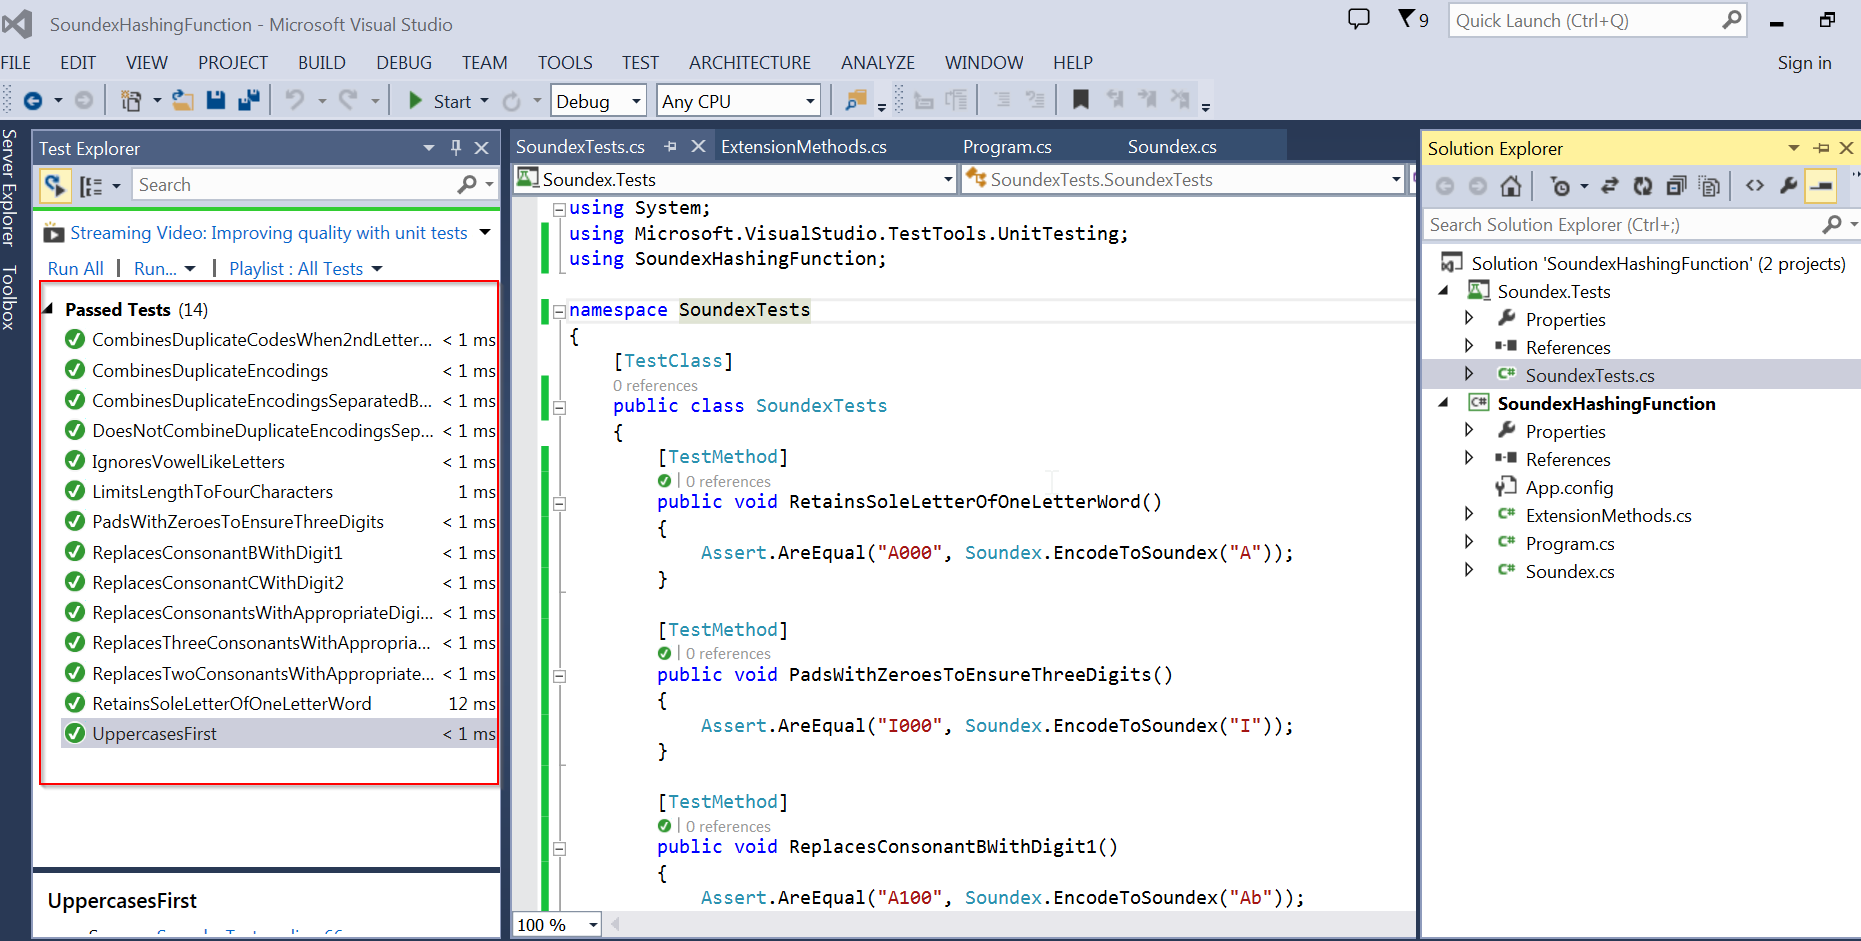 SoundexHashingFunction - Microsoft Visual Studio
9
Quick Launch (Ctrl+Q)
FILE EDIT VIEW PROJECT BUILD DEBUG TEAM TOOLS TEST ARCHITECTURE ANALYZE WINDOW HELP
Sign in
Start
Debug
Any CPU
Server Explorer
Toolbox
Test Explorer
Search
Streaming Video: Improving quality with unit tests
Run All | Run... | Playlist : All Tests
Passed Tests (14)
CombinesDuplicateCodesWhen2ndLetter... < 1 ms
CombinesDuplicateEncodings < 1 ms
CombinesDuplicateEncodingsSeparatedB... < 1 ms
DoesNotCombineDuplicateEncodingsSep... < 1 ms
IgnoresVowelLikeLetters < 1 ms
LimitsLengthToFourCharacters 1 ms
PadsWithZeroesToEnsureThreeDigits < 1 ms
ReplacesConsonantBWithDigit1 < 1 ms
ReplacesConsonantCWithDigit2 < 1 ms
ReplacesConsonantsWithAppropriateDigi... < 1 ms
ReplacesThreeConsonantsWithAppropria... < 1 ms
ReplacesTwoConsonantsWithAppropriate... < 1 ms
RetainsSoleLetterOfOneLetterWord 12 ms
UppercasesFirst < 1 ms
UppercasesFirst
SoundexTests.cs ExtensionMethods.cs Program.cs Soundex.cs
Soundex.Tests
SoundexTests.SoundexTests
using System;
using Microsoft.VisualStudio.TestTools.UnitTesting;
using SoundexHashingFunction;
namespace SoundexTests
{
[TestClass]
0 references
public class SoundexTests
{
[TestMethod]
| 0 references
public void RetainsSoleLetterOfOneLetterWord()
{
Assert.AreEqual("A000", Soundex.EncodeToSoundex("A"));
}
[TestMethod]
| 0 references
public void PadsWithZeroesToEnsureThreeDigits()
{
Assert.AreEqual("I000", Soundex.EncodeToSoundex("I"));
}
[TestMethod]
| 0 references
public void ReplacesConsonantBWithDigit1()
{
Assert.AreEqual("A100", Soundex.EncodeToSoundex("Ab"));
100 %
Solution Explorer
Search Solution Explorer (Ctrl+;)
Solution 'SoundexHashingFunction' (2 projects)
Soundex.Tests
Properties
References
C# SoundexTests.cs
C# SoundexHashingFunction
Properties
References
App.config
C# ExtensionMethods.cs
C# Program.cs
C# Soundex.cs